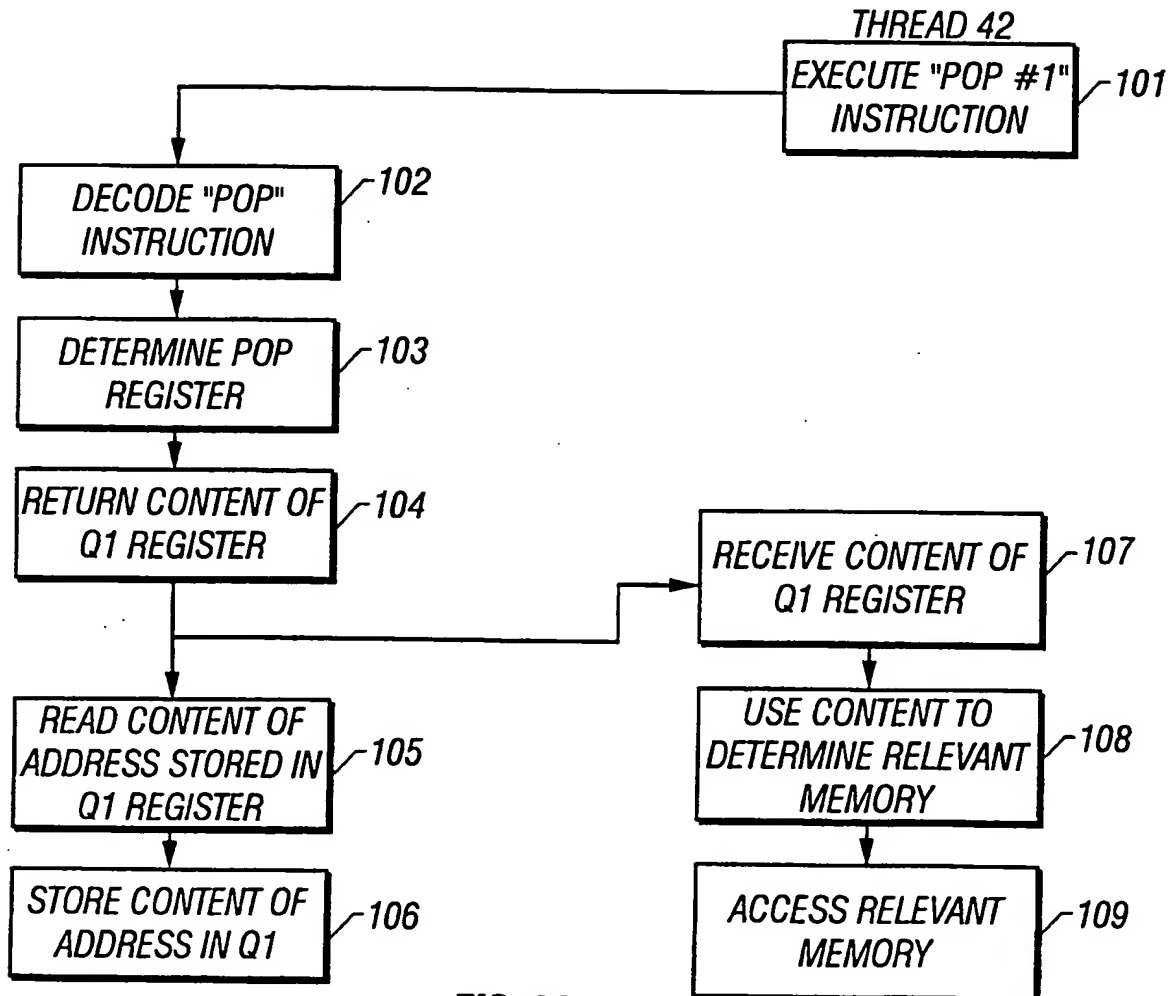 THREAD 42
EXECUTE "POP #1"
INSTRUCTION
101
DECODE "POP"
INSTRUCTION
102
DETERMINE POP
REGISTER
103
RETURN CONTENT OF
Q1 REGISTER
104
RECEIVE CONTENT OF
Q1 REGISTER
107
READ CONTENT OF
ADDRESS STORED IN
Q1 REGISTER
105
USE CONTENT TO
DETERMINE RELEVANT
MEMORY
108
STORE CONTENT OF
ADDRESS IN Q1
106
ACCESS RELEVANT
MEMORY
109